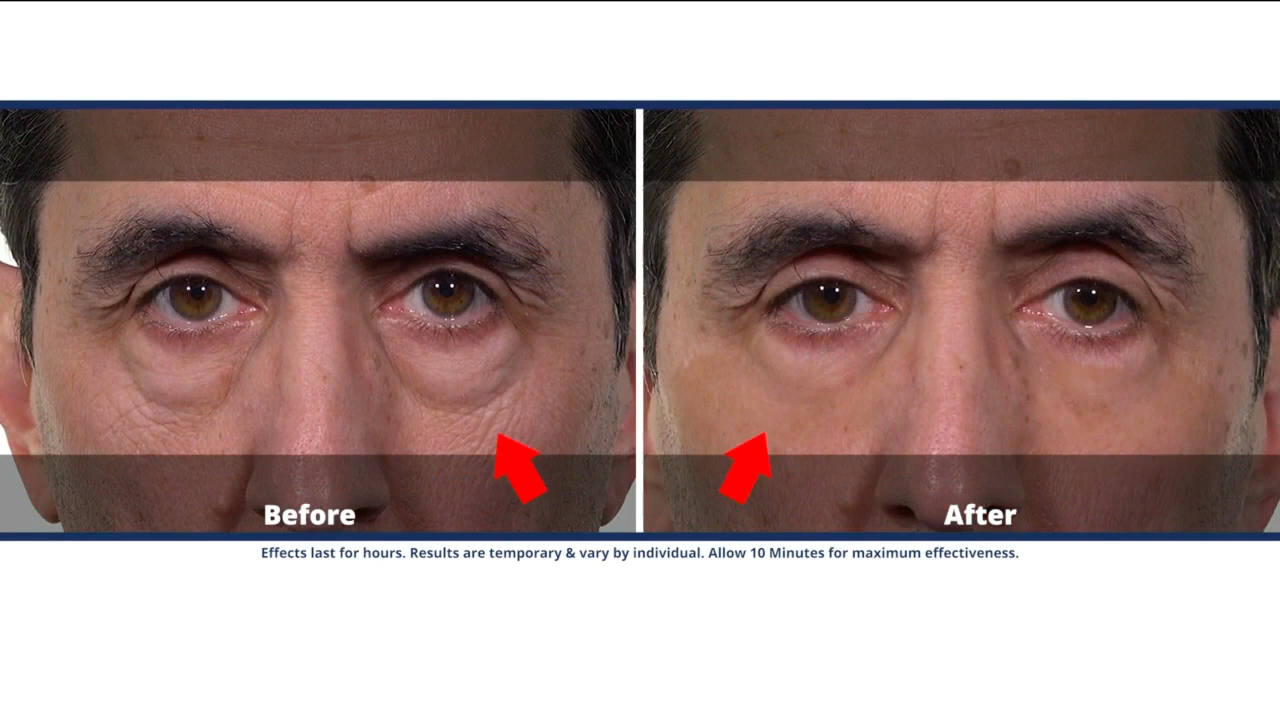 Before
After
Effects last for hours. Results are temporary & vary by individual. Allow 10 Minutes for maximum effectiveness.